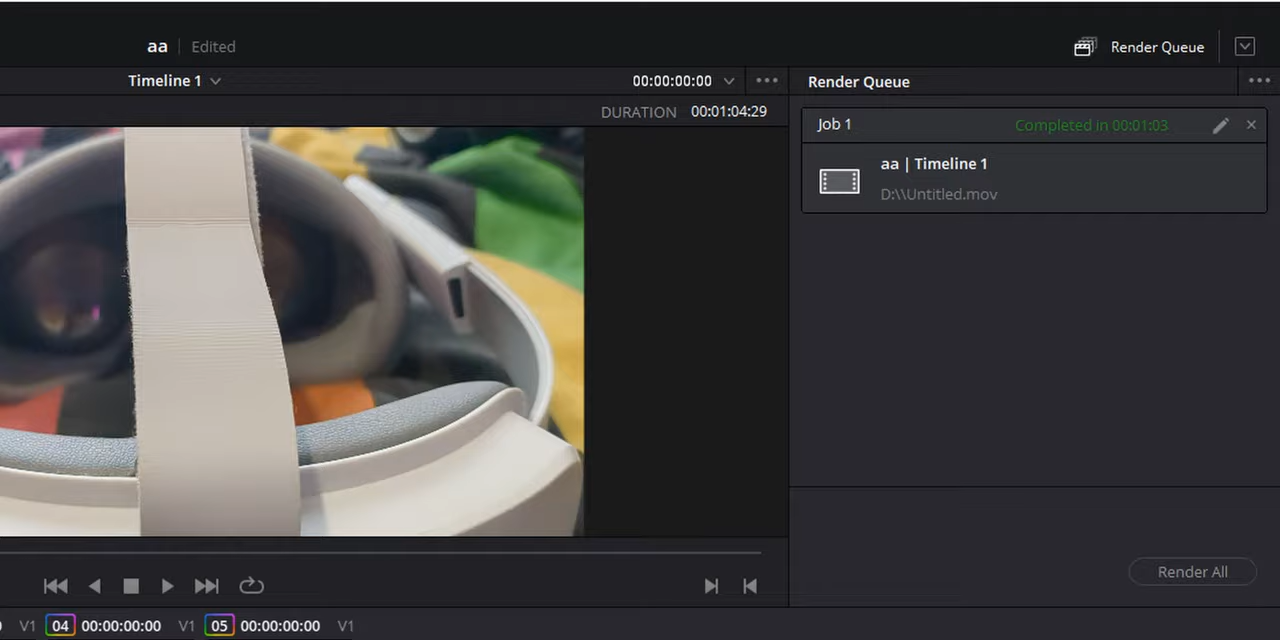 aa Edited
Render Queue
Timeline 1
00:00:00:00
Render Queue
DURATION 00:01:04:29
Job 1
Completed in 00:01:03
aa | Timeline 1
D:\\Untitled.mov
Render All
V1 04 00:00:00:00 V1 05 00:00:00:00 V1